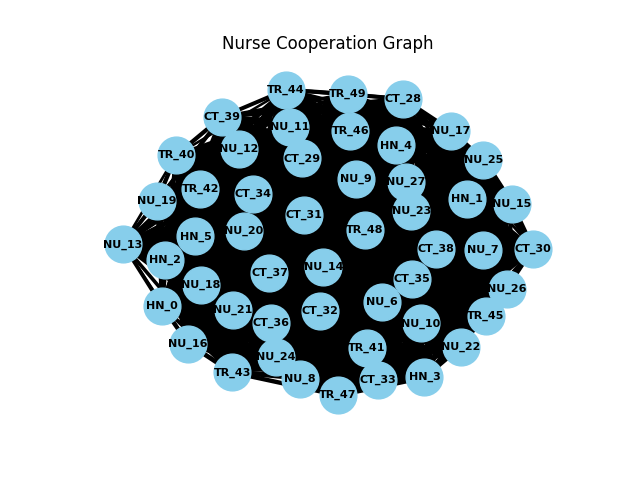 Nurse Cooperation Graph
TR_44
TR_49
CT_28
CT_39
NU_11
TR_46
NU_17
HN_4
NU_12
TR_40
CT_29
NU_25
NU_9
NU_27
TR_42
CT_34
HN_1
NU_19
NU_15
NU_23
CT_31
TR_48
NU_20
HN_5
NU_13
CT_38
NU_7
CT_30
HN_2
NU_14
CT_37
CT_35
NU_18
NU_26
NU_6
HN_0
NU_21
CT_32
TR_45
CT_36
NU_10
NU_16
TR_41
NU_22
NU_24
TR_43
HN_3
NU_8
CT_33
TR_47